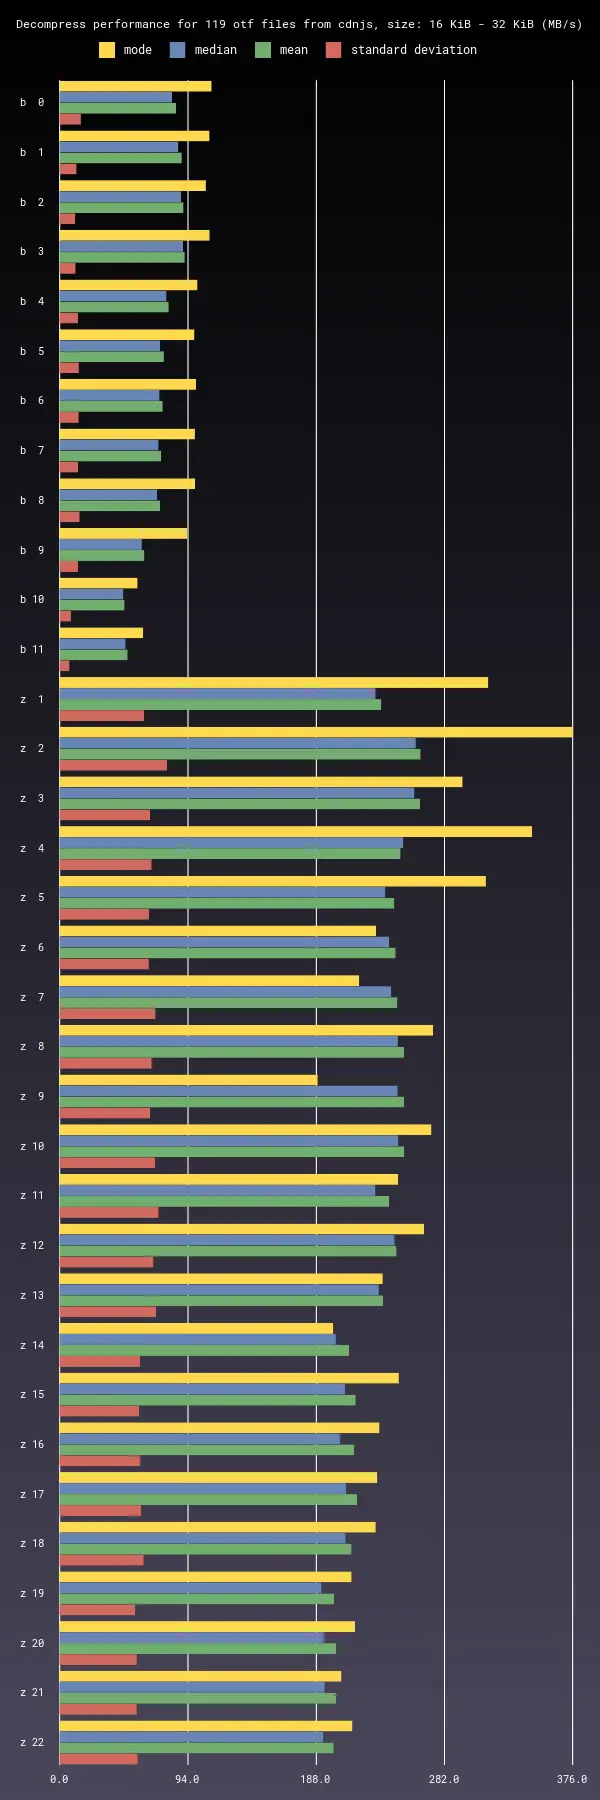 Decompress performance for 119 otf files from cdnjs, size: 16 KiB - 32 KiB (MB/s)
mode median mean standard deviation
b 0
b 1
b 2
b 3
b 4
b 5
b 6
b 7
b 8
b 9
b 10
b 11
z 1
z 2
z 3
z 4
z 5
z 6
z 7
z 8
z 9
z 10
z 11
z 12
z 13
z 14
z 15
z 16
z 17
z 18
z 19
z 20
z 21
z 22
0.0 94.0 188.0 282.0 376.0